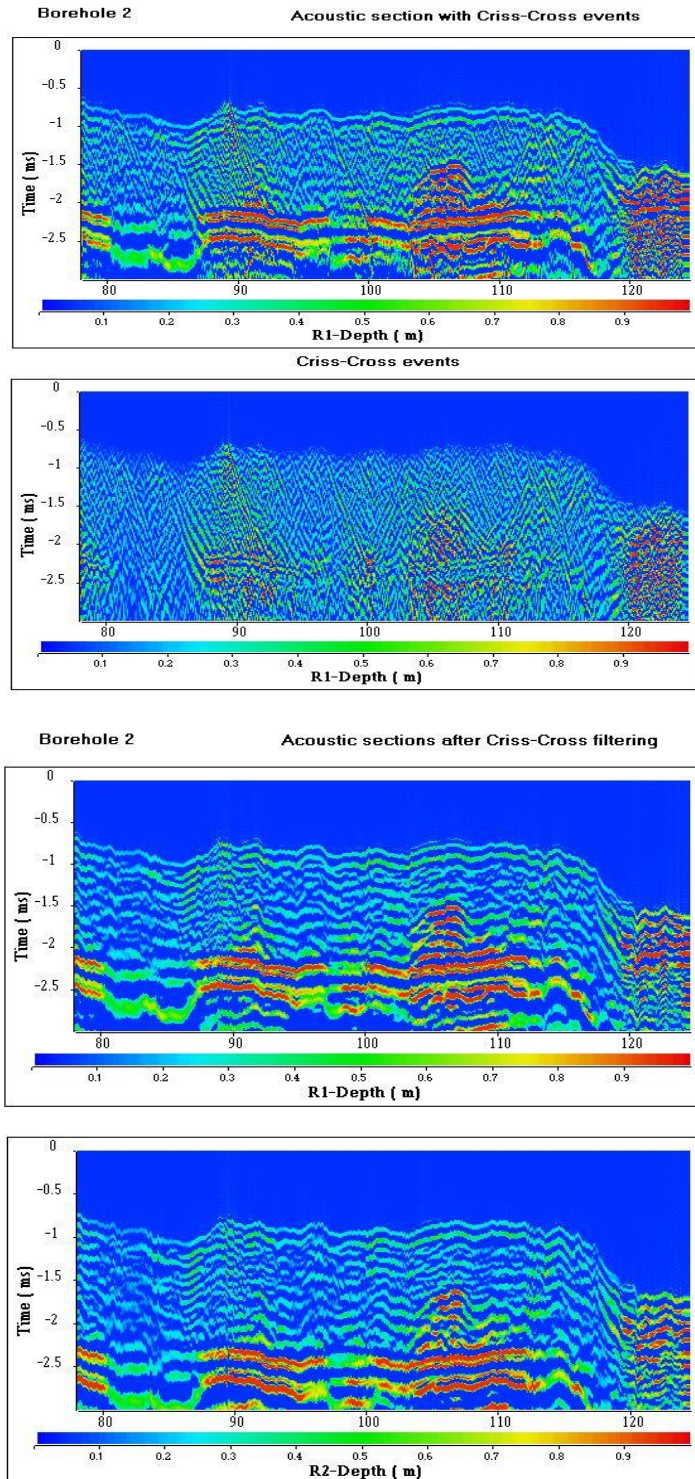 Borehole 2 Acoustic section with Criss-Cross events
0
-0.5
-1
-1.5
-2
-2.5
Time ( ms)
80 90 100 110 120
0.1 0.2 0.3 0.4 0.5 0.6 0.7 0.8 0.9
R1-Depth ( m)
Criss-Cross events
0
-0.5
-1
-1.5
-2
-2.5
Time ( ms)
80 90 100 110 120
0.1 0.2 0.3 0.4 0.5 0.6 0.7 0.8 0.9
R1-Depth ( m)
Borehole 2 Acoustic sections after Criss-Cross filtering
0
-0.5
-1
-1.5
-2
-2.5
Time ( ms)
80 90 100 110 120
0.1 0.2 0.3 0.4 0.5 0.6 0.7 0.8 0.9
R1-Depth ( m)
0
-0.5
-1
-1.5
-2
-2.5
Time ( ms)
80 90 100 110 120
0.1 0.2 0.3 0.4 0.5 0.6 0.7 0.8 0.9
R2-Depth ( m)